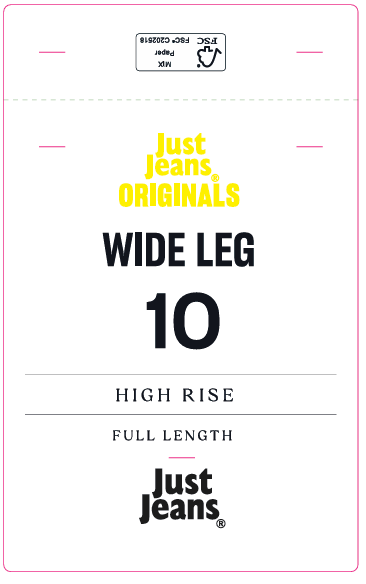 MIX
Paper
FSC® C202518
FSC
Just
Jeans®
ORIGINALS
WIDE LEG
10
HIGH RISE
FULL LENGTH
Just
Jeans®